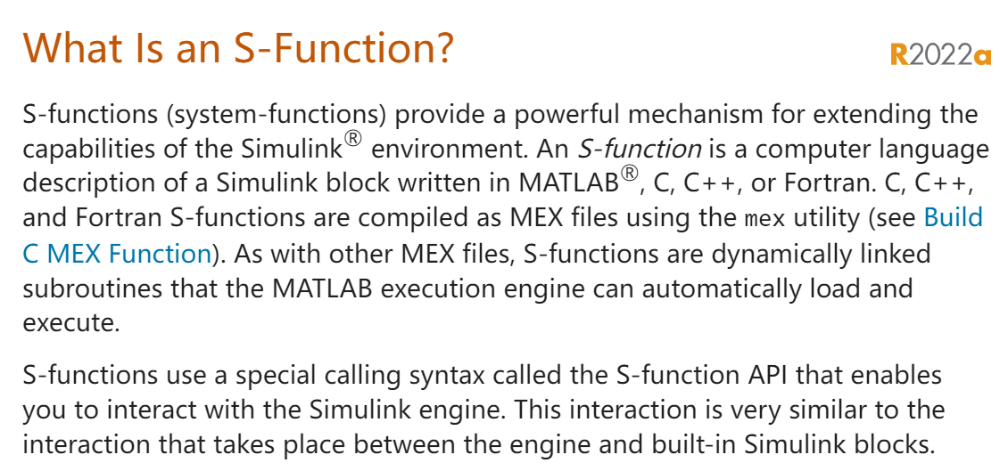 What Is an S-Function?
R2022a
S-functions (system-functions) provide a powerful mechanism for extending the
capabilities of the Simulink® environment. An S-function is a computer language
description of a Simulink block written in MATLAB®, C, C++, or Fortran. C, C++,
and Fortran S-functions are compiled as MEX files using the mex utility (see Build
C MEX Function). As with other MEX files, S-functions are dynamically linked
subroutines that the MATLAB execution engine can automatically load and
execute.
S-functions use a special calling syntax called the S-function API that enables
you to interact with the Simulink engine. This interaction is very similar to the
interaction that takes place between the engine and built-in Simulink blocks.